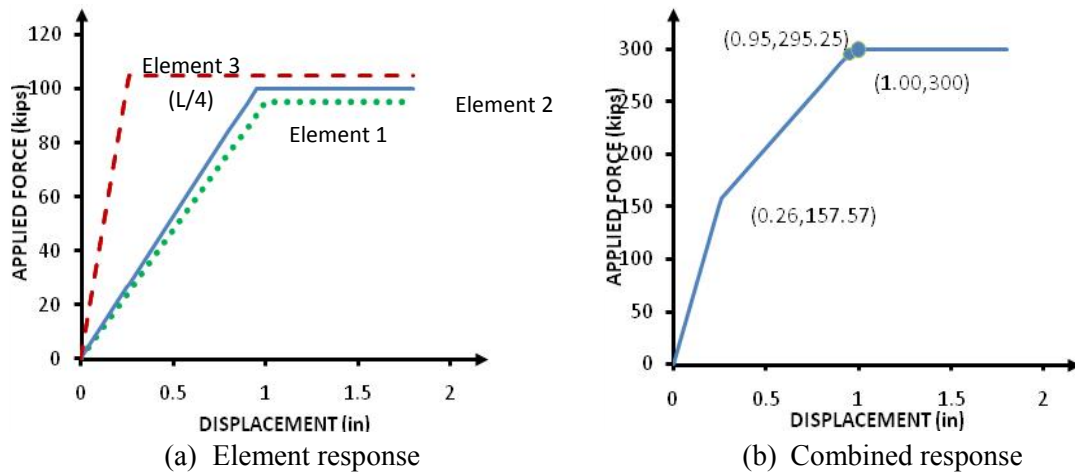 APPLIED FORCE (kips)
120
100
80
60
40
20
0
Element 3
(L/4)
Element 2
Element 1
0 0.5 1 1.5 2
DISPLACEMENT (in)
(a) Element response
APPLIED FORCE (kips)
300
250
200
150
100
50
0
(0.95,295.25)
(1.00,300)
(0.26,157.57)
0 0.5 1 1.5 2
DISPLACEMENT (in)
(b) Combined response